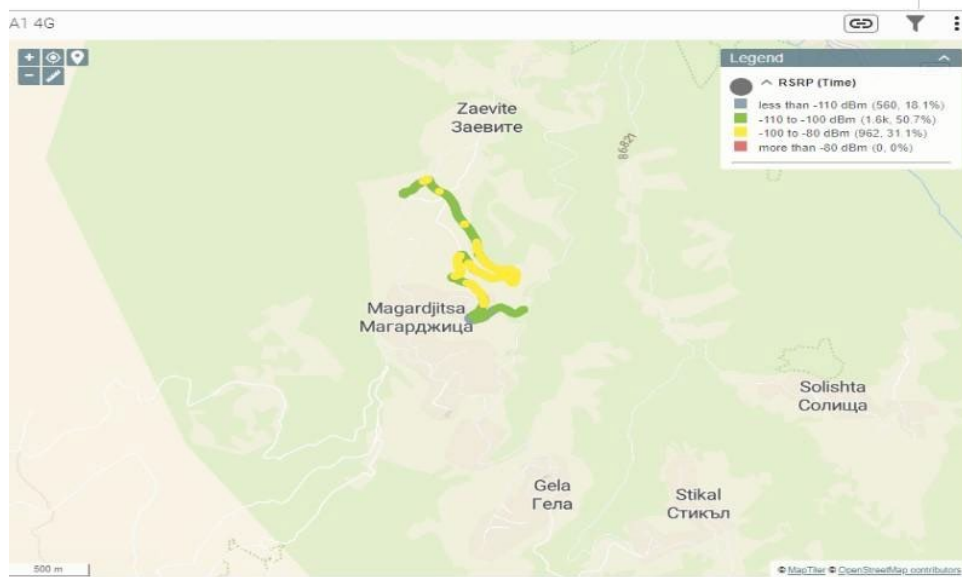 A1 4G
Legend
RSRP (Time)
less than -110 dBm (560, 18.1%)
-110 to -100 dBm (1.6k, 50.7%)
-100 to -80 dBm (962, 31.1%)
more than -80 dBm (0, 0%)
Zaevite
Заевите
Magardjitsa
Магарджица
Solishta
Солища
Gela
Гела
Stikal
Стикъл
500 m
© MapTiler © OpenStreetMap contributors